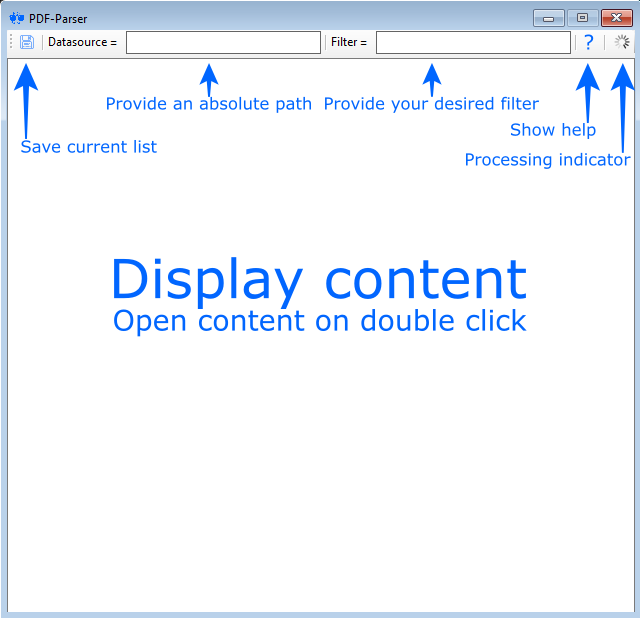 PDF-Parser
Datasource = Filter = ?
Provide an absolute path Provide your desired filter
Show help
Save current list
Processing indicator
Display content
Open content on double click